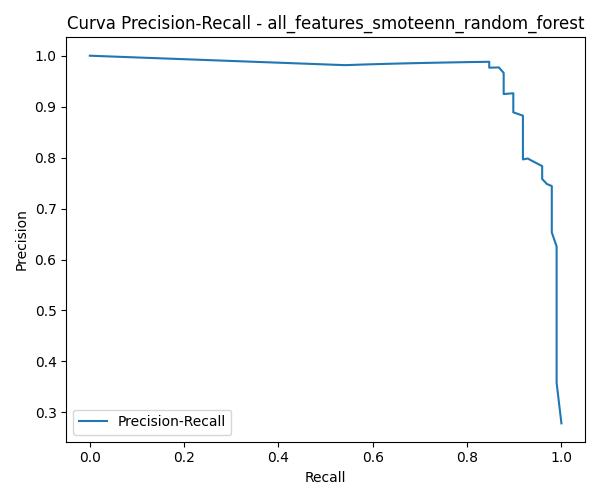 Curva Precision-Recall - all_features_smoteenn_random_forest
1.0
0.9
0.8
0.7
0.6
0.5
0.4
0.3
Precision
Precision-Recall
0.0 0.2 0.4 0.6 0.8 1.0
Recall